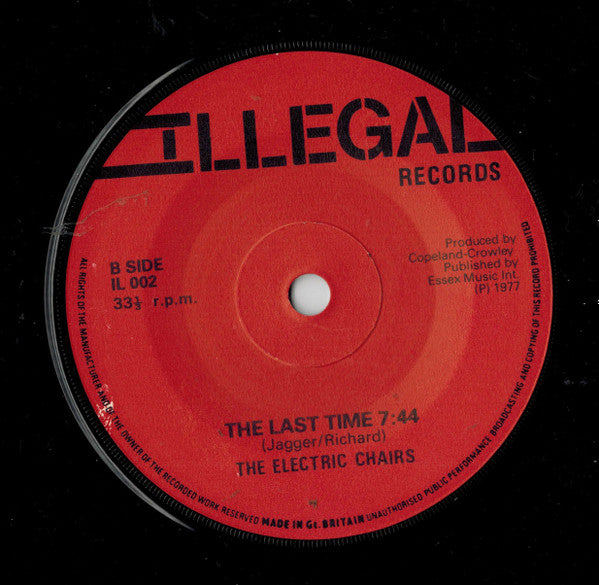 ILLEGAL
RECORDS
B SIDE
IL 002
33⅓ r.p.m.
Produced by
Copeland-Crowley
Published by
Essex Music Int.
(P) 1977
THE LAST TIME 7:44
(Jagger/Richard)
THE ELECTRIC CHAIRS
ALL RIGHTS OF THE MANUFACTURER AND OF THE OWNER OF THE RECORDED WORK RESERVED MADE IN Gt. BRITAIN UNAUTHORISED PUBLIC PERFORMANCE BROADCASTING AND COPYING OF THIS RECORD PROHIBITED